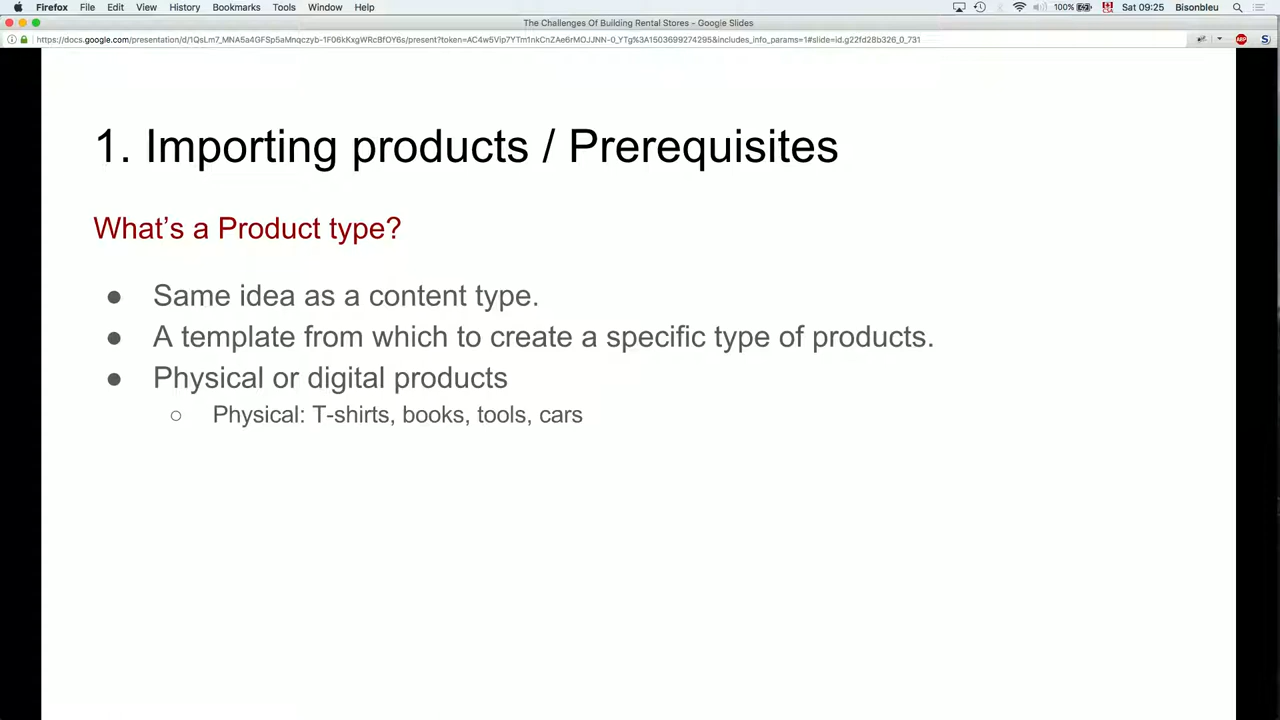 Firefox File Edit View History Bookmarks Tools Window Help 100% Sat 09:25 Bisonbleu
The Challenges Of Building Rental Stores - Google Slides
1. Importing products / Prerequisites
What's a Product type?
● Same idea as a content type.
● A template from which to create a specific type of products.
● Physical or digital products
○ Physical: T-shirts, books, tools, cars